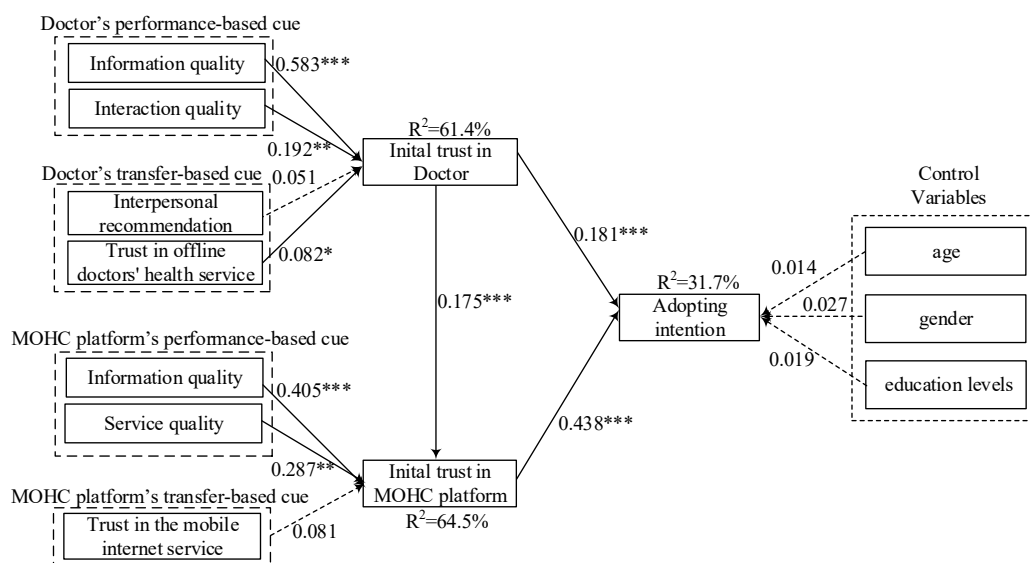 Doctor's performance-based cue
Information quality
0.583***
Interaction quality
0.192**
Doctor's transfer-based cue
0.051
Interpersonal
recommendation
Trust in offline
doctors' health service
0.082*
R²=61.4%
Inital trust in
Doctor
0.181***
0.175***
MOHC platform's performance-based cue
Information quality
0.405***
Service quality
0.287**
MOHC platform's transfer-based cue
Trust in the mobile
internet service
0.081
Inital trust in
MOHC platform
R²=64.5%
0.438***
R²=31.7%
Adopting
intention
Control
Variables
0.014
age
0.027
gender
0.019
education levels